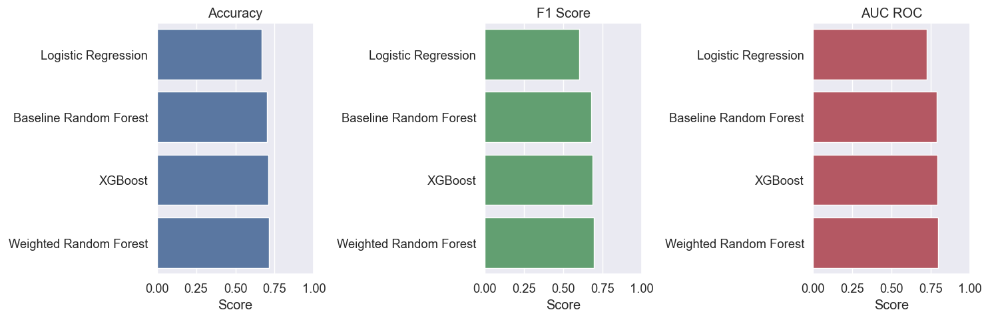 Accuracy
Logistic Regression
Baseline Random Forest
XGBoost
Weighted Random Forest
0.00 0.25 0.50 0.75 1.00
Score
F1 Score
Logistic Regression
Baseline Random Forest
XGBoost
Weighted Random Forest
0.00 0.25 0.50 0.75 1.00
Score
AUC ROC
Logistic Regression
Baseline Random Forest
XGBoost
Weighted Random Forest
0.00 0.25 0.50 0.75 1.00
Score